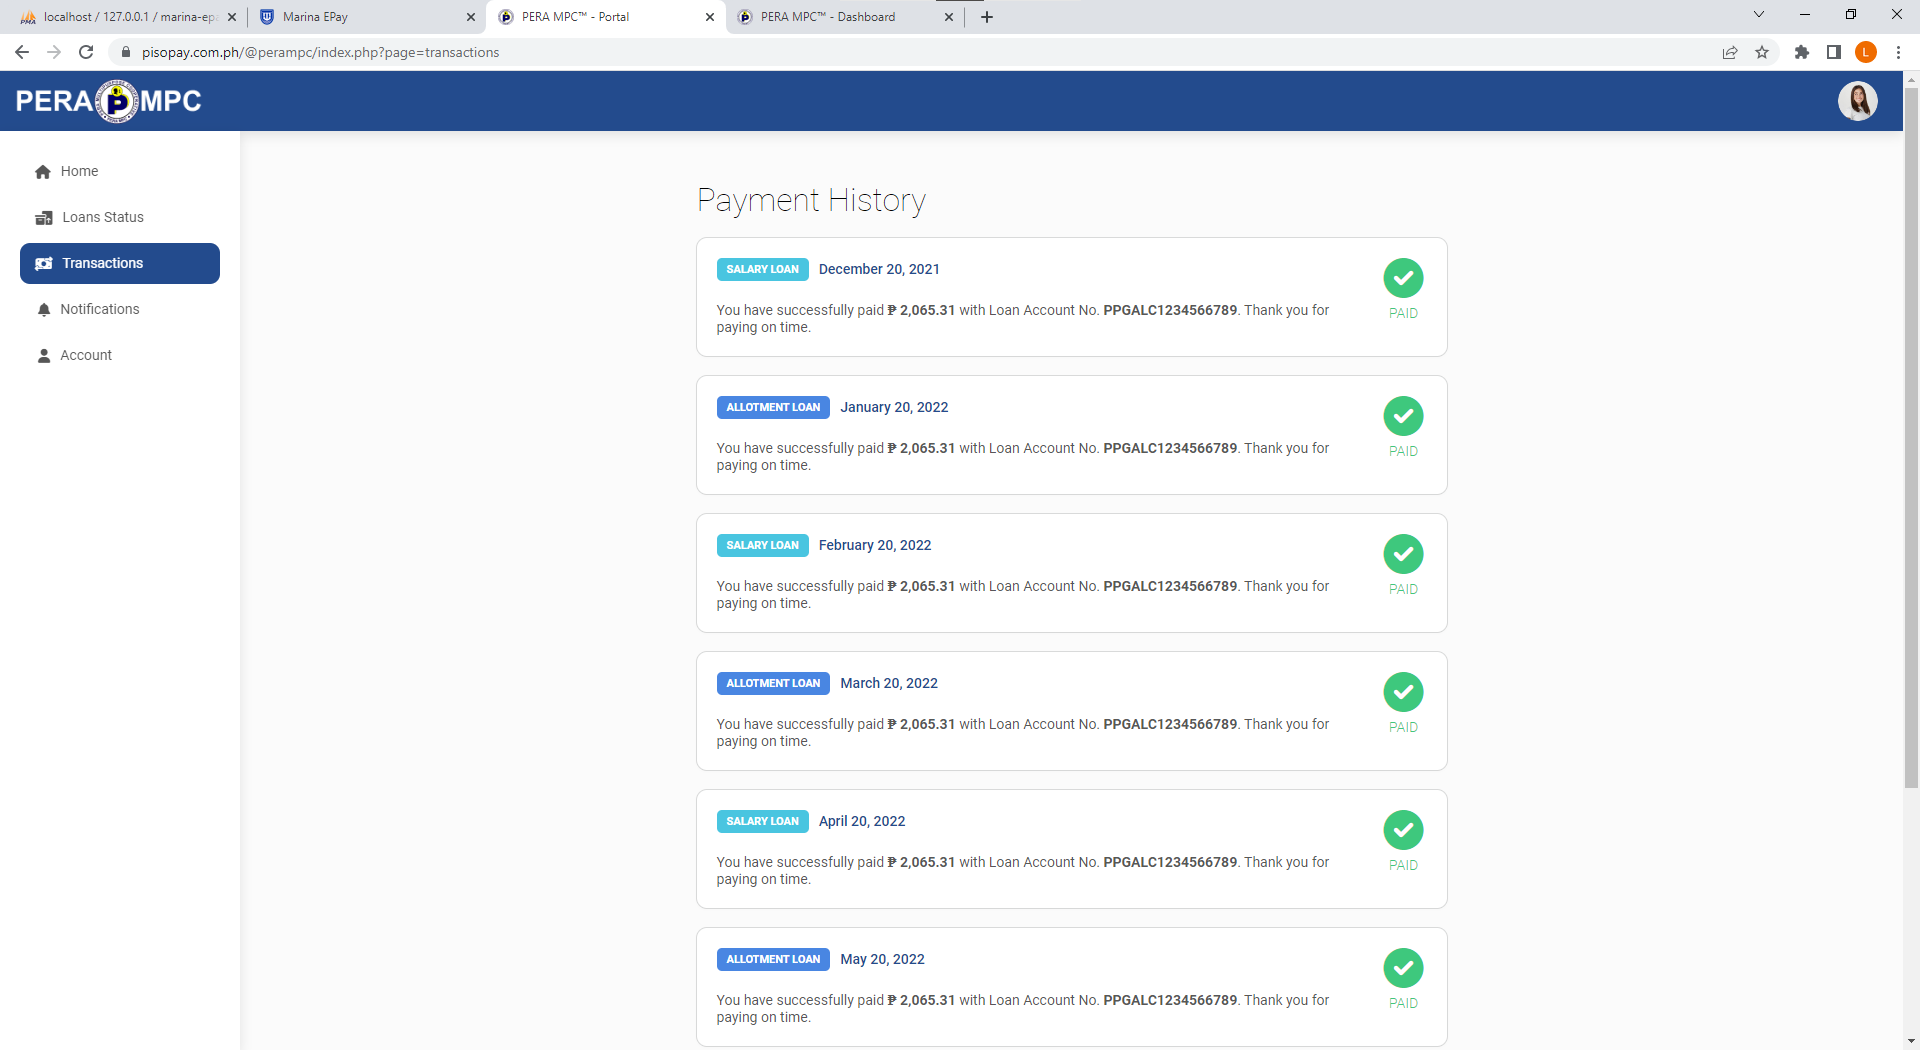 localhost / 127.0.0.1 / marina-epa
Marina EPay
PERA MPC™ - Portal
PERA MPC™ - Dashboard
pisopay.com.ph/@perampc/index.php?page=transactions
L
PERA P MPC
Home
Loans Status
Transactions
Notifications
Account
Payment History
SALARY LOAN December 20, 2021
You have successfully paid ₱ 2,065.31 with Loan Account No. PPGALC1234566789. Thank you for
paying on time.
PAID
ALLOTMENT LOAN January 20, 2022
You have successfully paid ₱ 2,065.31 with Loan Account No. PPGALC1234566789. Thank you for
paying on time.
PAID
SALARY LOAN February 20, 2022
You have successfully paid ₱ 2,065.31 with Loan Account No. PPGALC1234566789. Thank you for
paying on time.
PAID
ALLOTMENT LOAN March 20, 2022
You have successfully paid ₱ 2,065.31 with Loan Account No. PPGALC1234566789. Thank you for
paying on time.
PAID
SALARY LOAN April 20, 2022
You have successfully paid ₱ 2,065.31 with Loan Account No. PPGALC1234566789. Thank you for
paying on time.
PAID
ALLOTMENT LOAN May 20, 2022
You have successfully paid ₱ 2,065.31 with Loan Account No. PPGALC1234566789. Thank you for
paying on time.
PAID